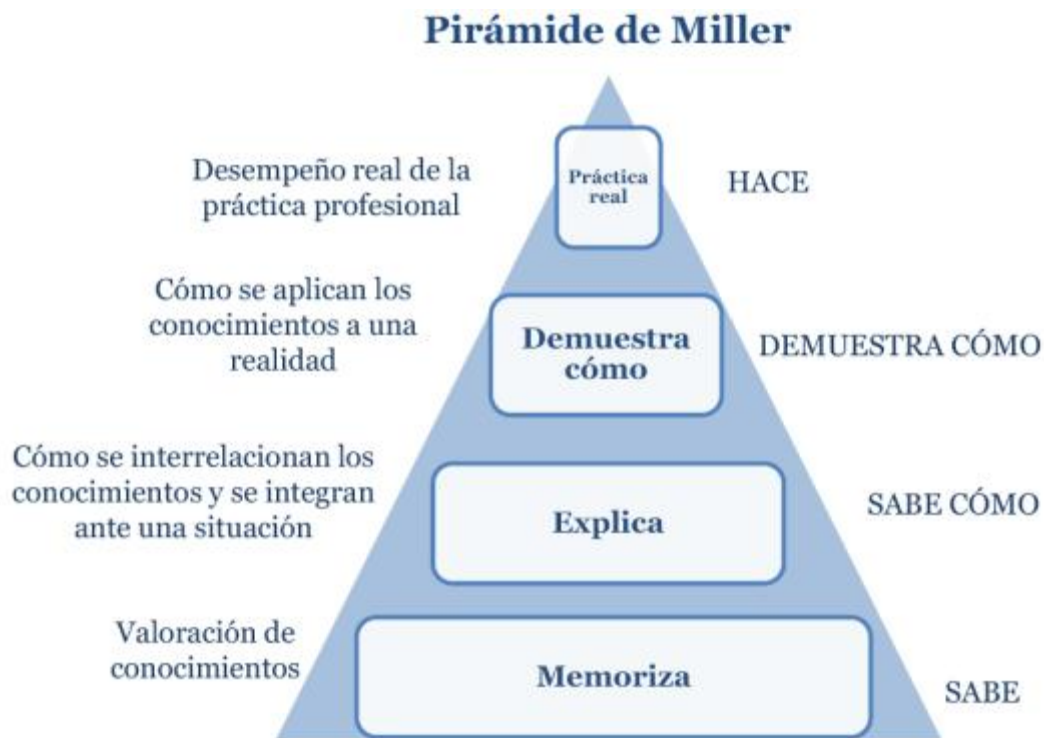 Pirámide de Miller
Desempeño real de la
práctica profesional
Práctica
real
HACE
Cómo se aplican los
conocimientos a una
realidad
Demuestra
cómo
DEMUESTRA CÓMO
Cómo se interrelacionan los
conocimientos y se integran
ante una situación
Explica
SABE CÓMO
Valoración de
conocimientos
Memoriza
SABE